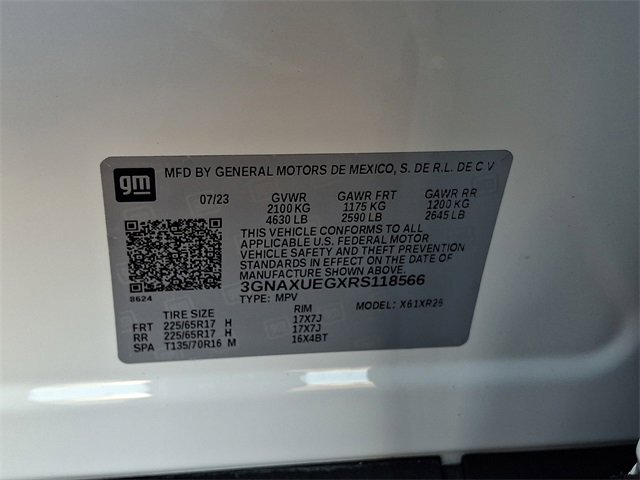 MFD BY GENERAL MOTORS DE MEXICO, S. DE R.L. DE C V
gm
07/23 GVWR GAWR FRT GAWR RR
2100 KG 1175 KG 1200 KG
4630 LB 2590 LB 2645 LB
THIS VEHICLE CONFORMS TO ALL
APPLICABLE U.S. FEDERAL MOTOR
VEHICLE SAFETY AND THEFT PREVENTION
STANDARDS IN EFFECT ON THE DATE OF
MANUFACTURE SHOWN ABOVE.
3GNAXUEGXRS118566
8624 TYPE: MPV MODEL: X61XR26
TIRE SIZE RIM
FRT 225/65R17 H 17X7J
RR 225/65R17 H 17X7J
SPA T135/70R16 M 16X4BT